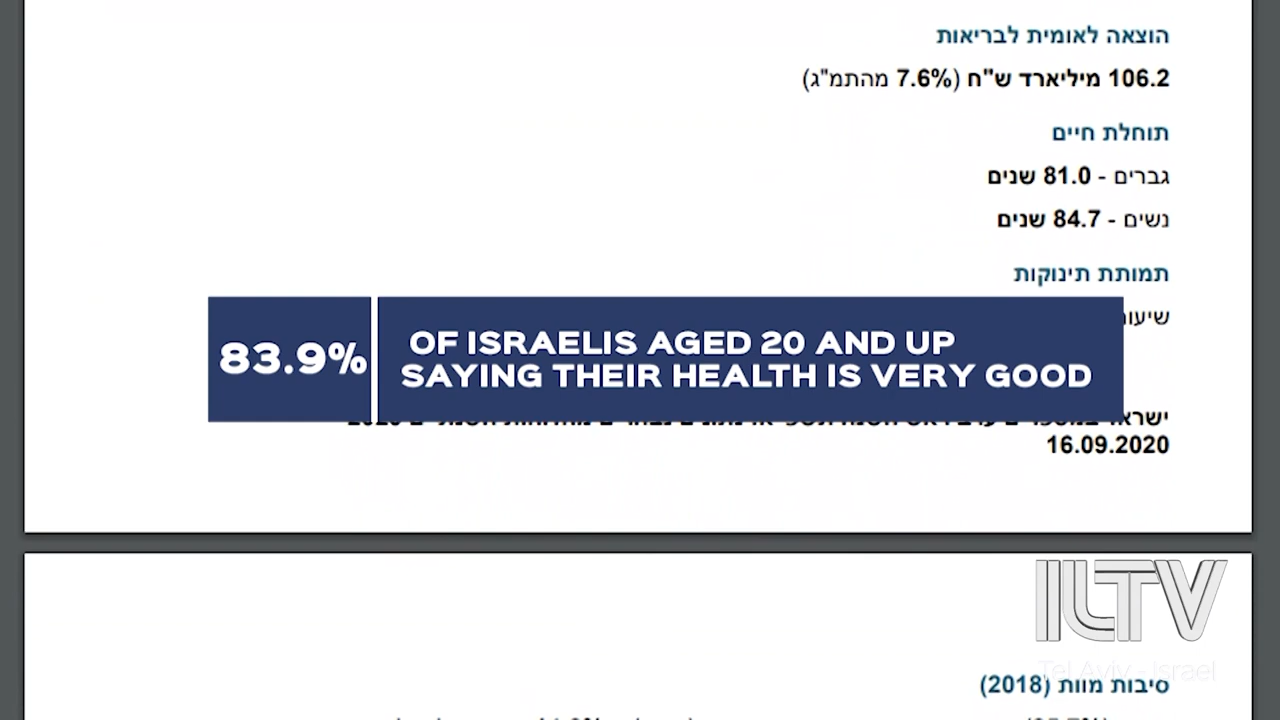 הוצאה לאומית לבריאות
106.2 מיליארד ש"ח (7.6% מהתמ"ג)
תוחלת חיים
גברים - 81.0 שנים
נשים - 84.7 שנים
תמותת תינוקות
83.9%
OF ISRAELIS AGED 20 AND UP
SAYING THEIR HEALTH IS VERY GOOD
16.09.2020
ILTV
Tel Aviv - Israel
סיבות מוות (2018)